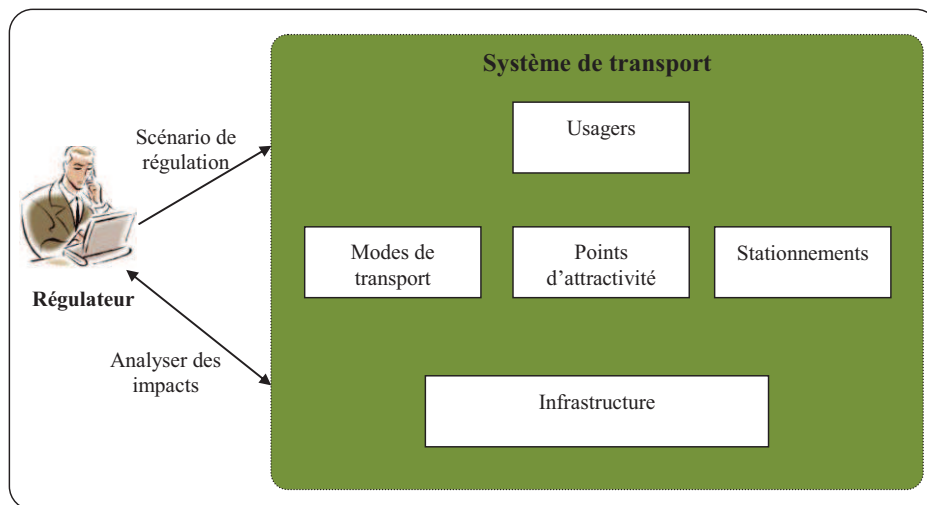 Système de transport
Usagers
Scénario de
régulation
Modes de
transport
Points
d'attractivité
Stationnements
Régulateur
Analyser des
impacts
Infrastructure